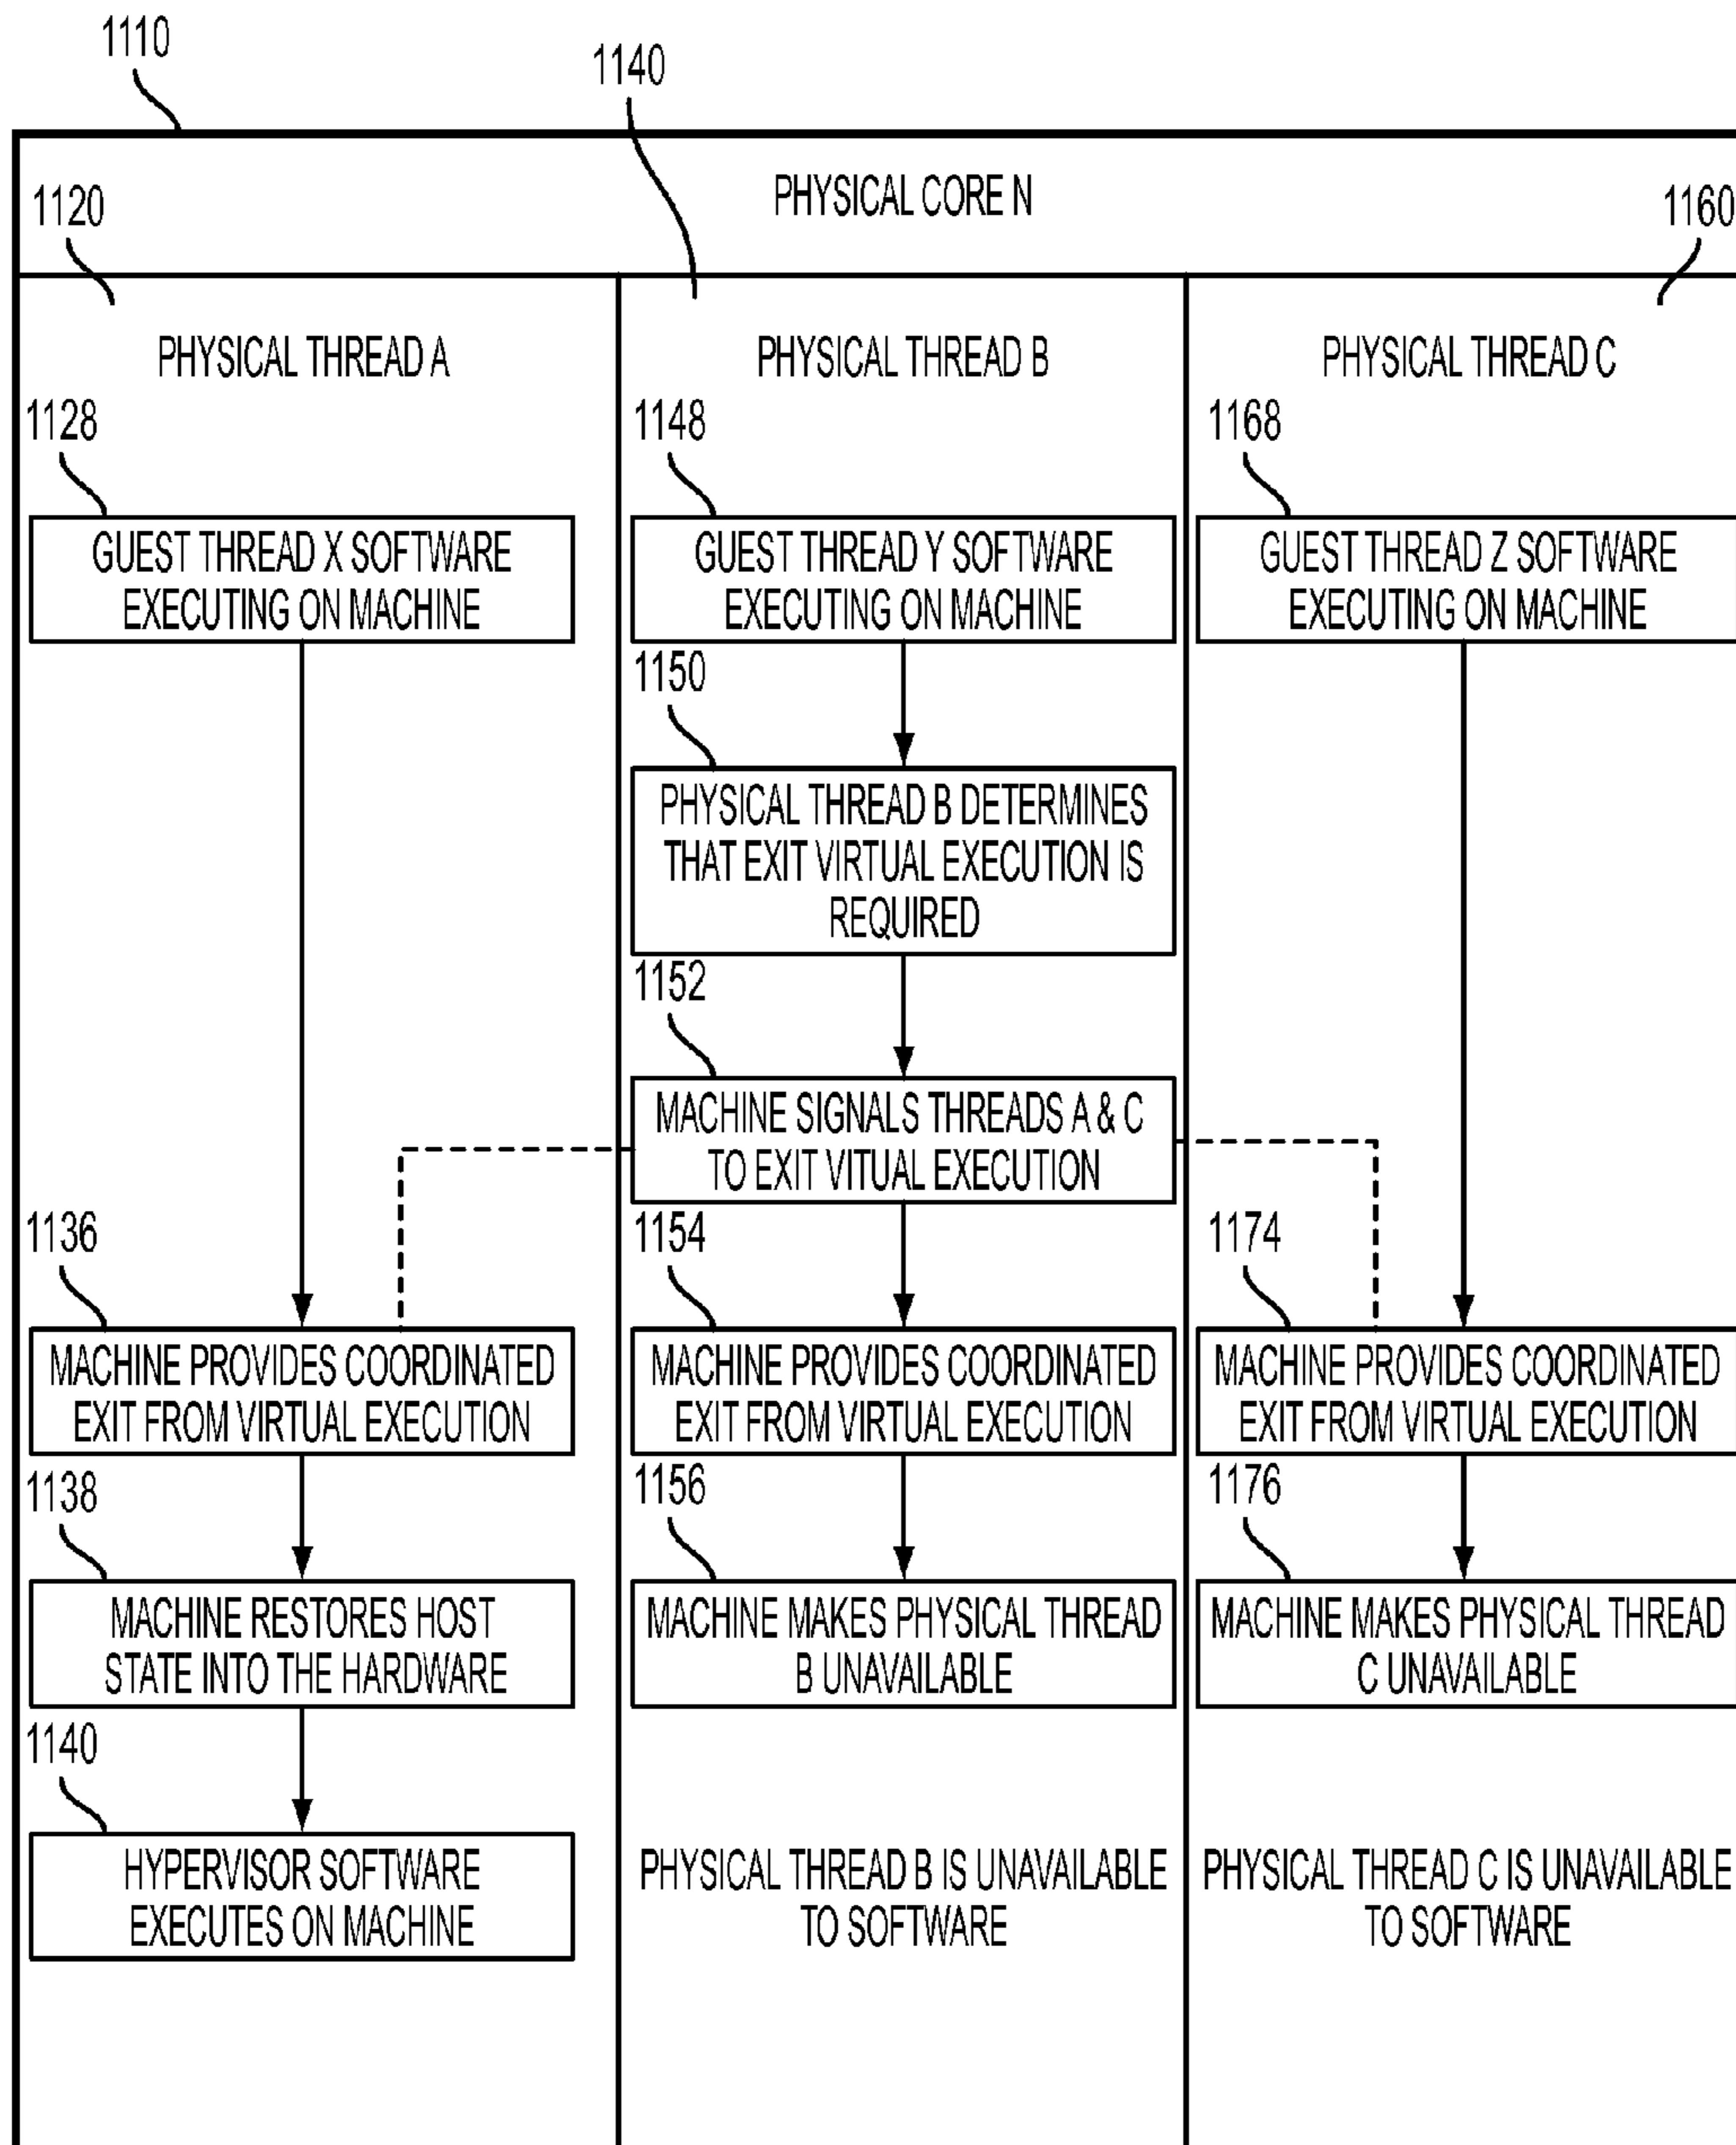 1110
1140
PHYSICAL CORE N
1120
1160
PHYSICAL THREAD A
PHYSICAL THREAD B
PHYSICAL THREAD C
1128
1148
1168
GUEST THREAD X SOFTWARE
EXECUTING ON MACHINE
GUEST THREAD Y SOFTWARE
EXECUTING ON MACHINE
GUEST THREAD Z SOFTWARE
EXECUTING ON MACHINE
1150
PHYSICAL THREAD B DETERMINES
THAT EXIT VIRTUAL EXECUTION IS
REQUIRED
1152
MACHINE SIGNALS THREADS A & C
TO EXIT VITUAL EXECUTION
1136
1154
1174
MACHINE PROVIDES COORDINATED
EXIT FROM VIRTUAL EXECUTION
MACHINE PROVIDES COORDINATED
EXIT FROM VIRTUAL EXECUTION
MACHINE PROVIDES COORDINATED
EXIT FROM VIRTUAL EXECUTION
1138
1156
1176
MACHINE RESTORES HOST
STATE INTO THE HARDWARE
MACHINE MAKES PHYSICAL THREAD
B UNAVAILABLE
MACHINE MAKES PHYSICAL THREAD
C UNAVAILABLE
1140
HYPERVISOR SOFTWARE
EXECUTES ON MACHINE
PHYSICAL THREAD B IS UNAVAILABLE
TO SOFTWARE
PHYSICAL THREAD C IS UNAVAILABLE
TO SOFTWARE